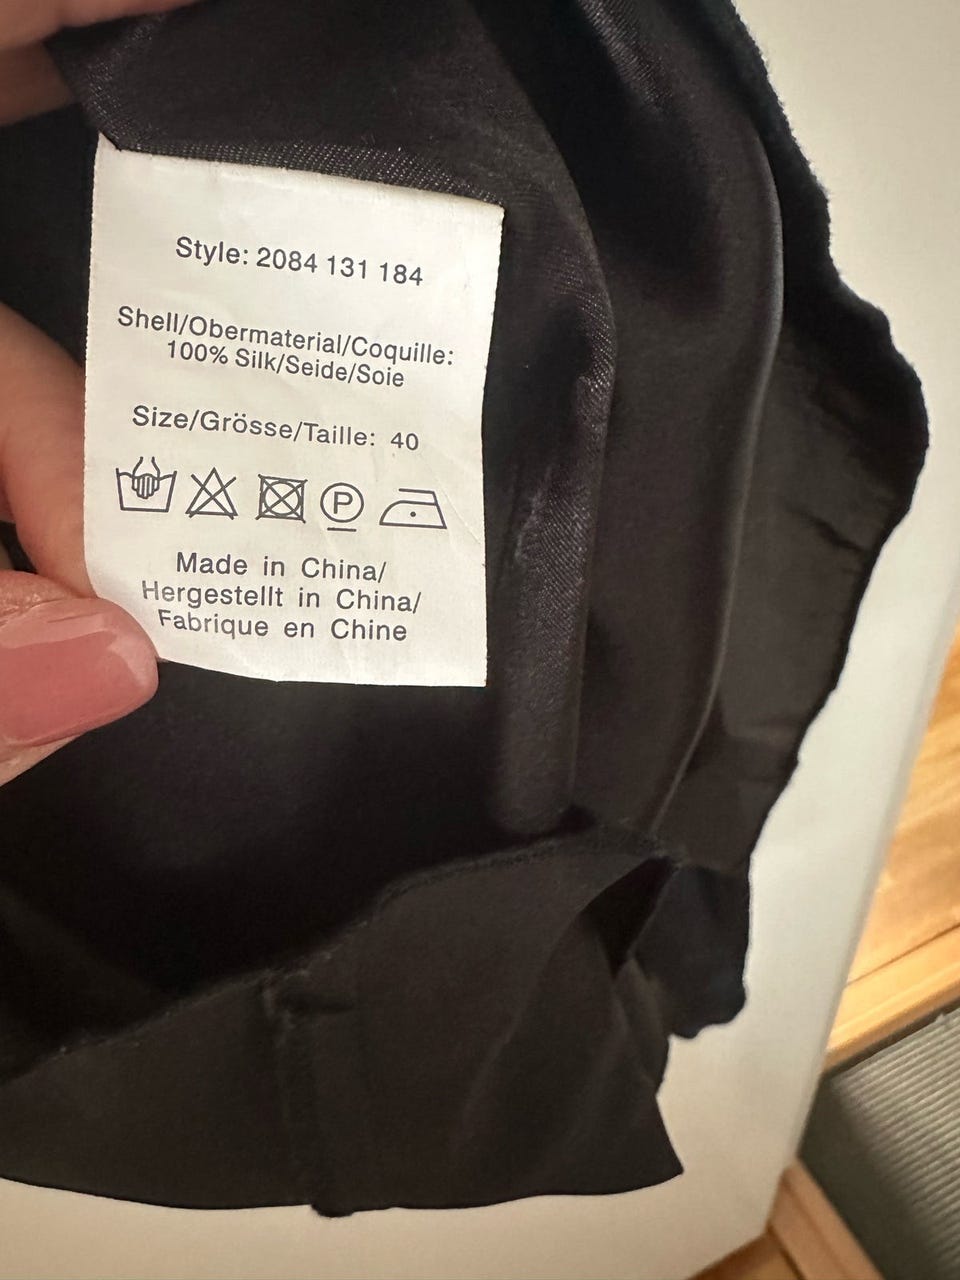 Style: 2084 131 184
Shell/Obermaterial/Coquille:
100% Silk/Seide/Soie
Size/Grösse/Taille: 40
P
Made in China/
Hergestellt in China/
Fabrique en Chine